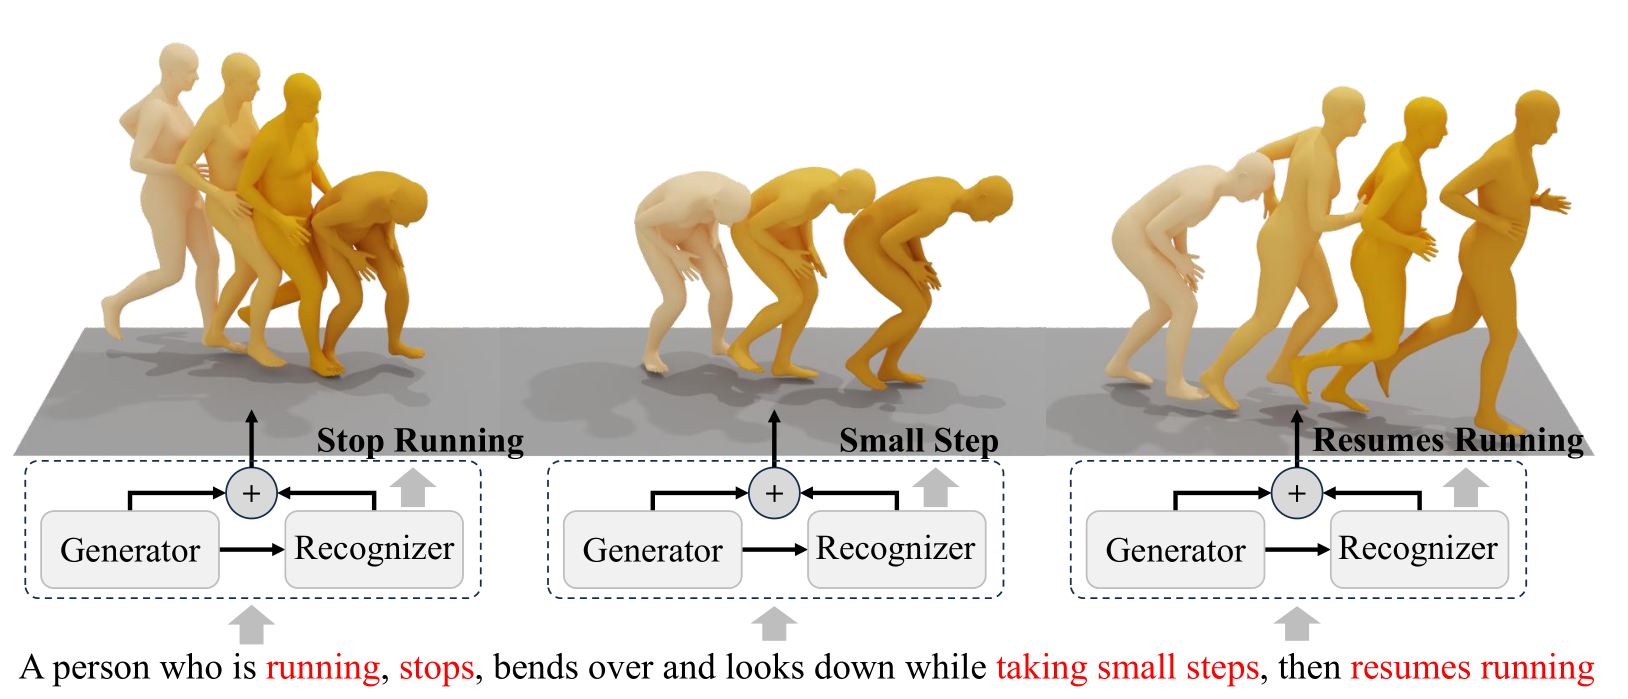 Stop Running
Small Step
Resumes Running
+
+
+
Generator
Recognizer
Generator
Recognizer
Generator
Recognizer
A person who is running, stops, bends over and looks down while taking small steps, then resumes running